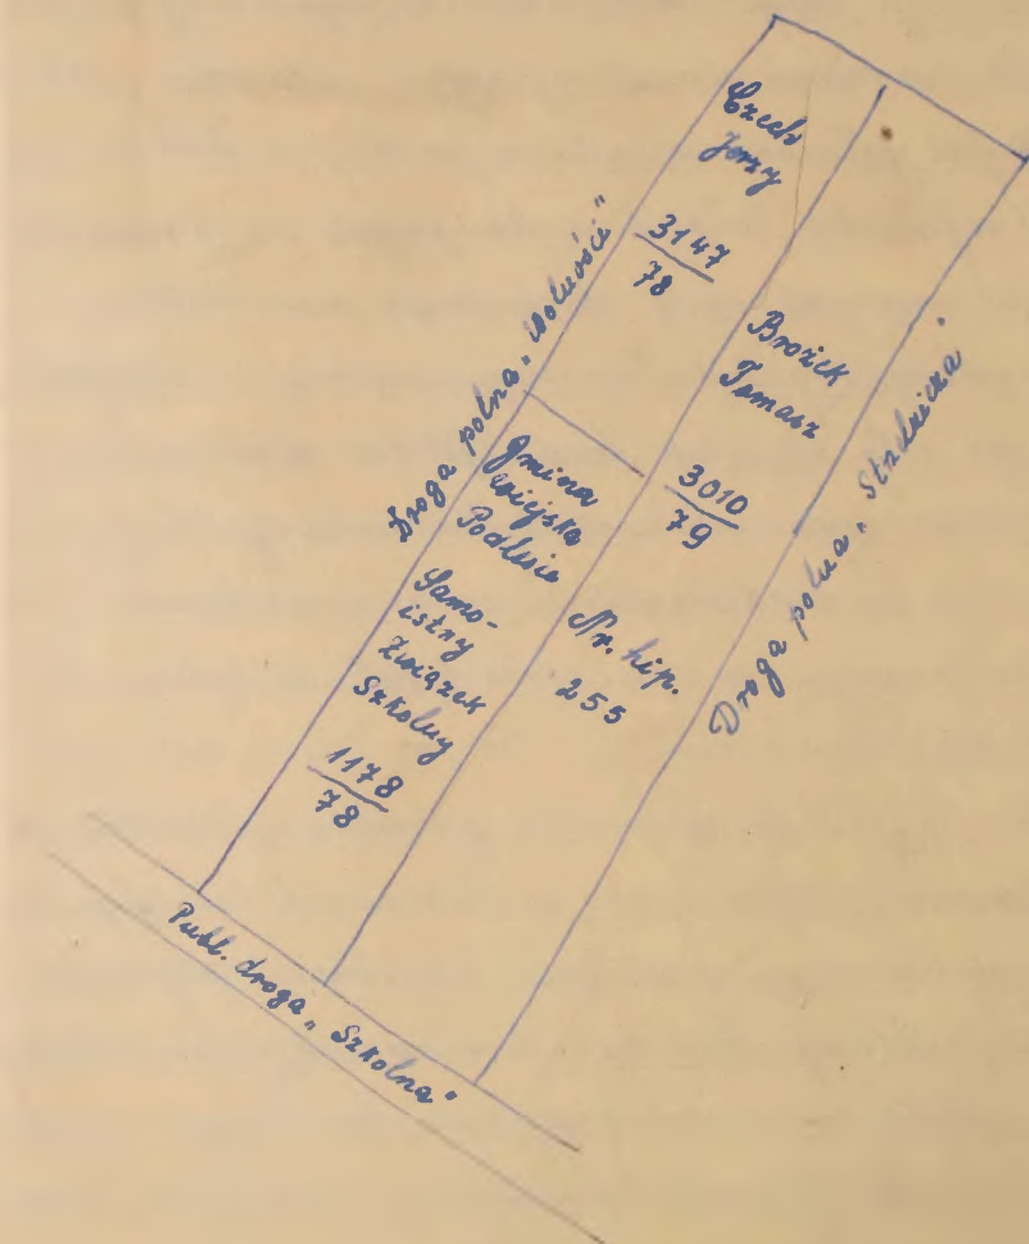 Czech
Jerzy
3147
78
Droga polna „Wolności"
Brożek
Tomasz
3010
79
Nr. hip.
255
Gmina
wiejska
Podlesie
Samo-
istny
Związek
Szkolny
1178
78
Droga polna „Strzelnicza"
Publ. droga „Szkolna"